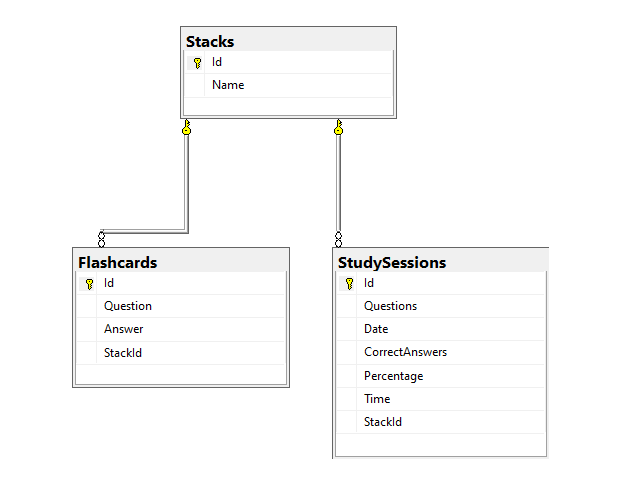 Stacks
Id
Name
Flashcards
Id
Question
Answer
StackId
StudySessions
Id
Questions
Date
CorrectAnswers
Percentage
Time
StackId